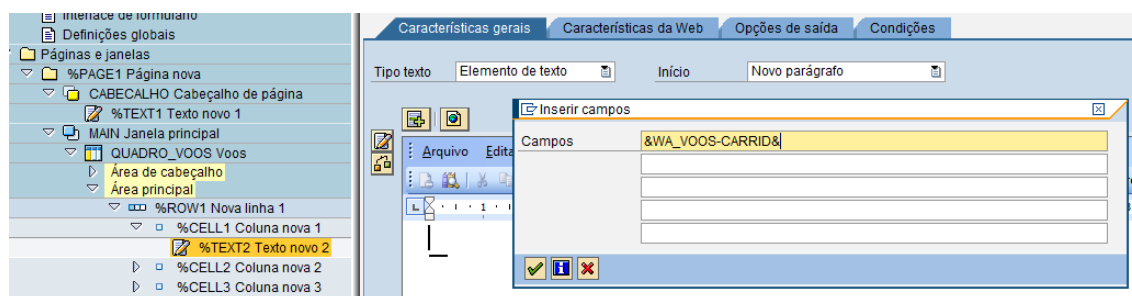 Interface de formulário
Definições globais
Páginas e janelas
%PAGE1 Página nova
CABECALHO Cabeçalho de página
%TEXT1 Texto novo 1
MAIN Janela principal
QUADRO_VOOS Voos
Área de cabeçalho
Área principal
%ROW1 Nova linha 1
%CELL1 Coluna nova 1
%TEXT2 Texto novo 2
%CELL2 Coluna nova 2
%CELL3 Coluna nova 3
Características gerais Características da Web Opções de saída Condições
Tipo texto Elemento de texto Início Novo parágrafo
Arquivo Edita
1
Inserir campos
Campos &WA_VOOS-CARRID&